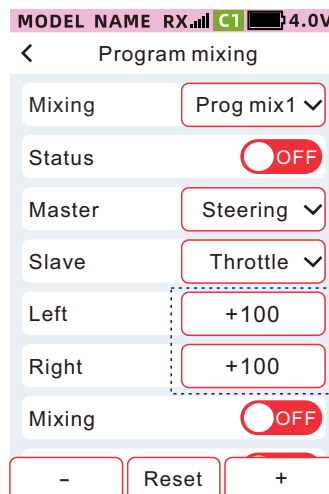 MODEL NAME RX C1 4.0V
Program mixing
Mixing Prog mix1
Status OFF
Master Steering
Slave Throttle
Left +100
Right +100
Mixing OFF
- Reset +